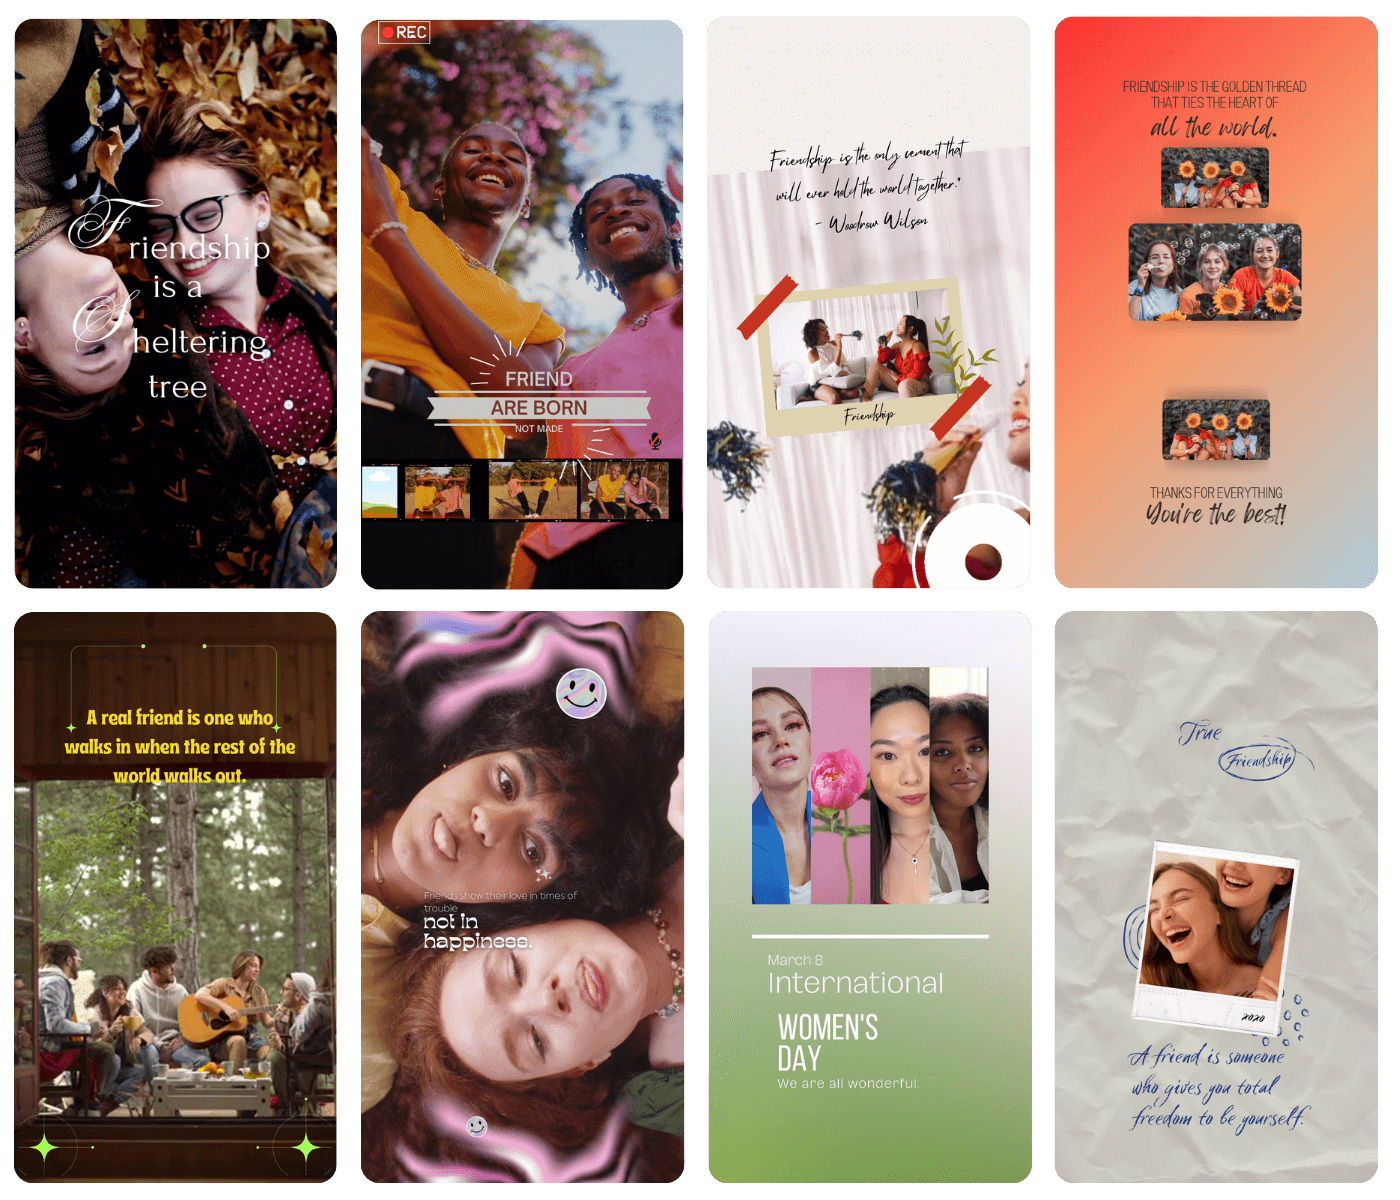 Friendship
is a
Sheltering
tree
REC
FRIEND
ARE BORN
NOT MADE
Friendship is the only cement that
will ever hold the world together."
- Woodrow Wilson
Friendship
FRIENDSHIP IS THE GOLDEN THREAD
THAT TIES THE HEART OF
all the world.
THANKS FOR EVERYTHING
You're the best!
A real friend is one who
walks in when the rest of the
world walks out.
Friends show their love in times of
trouble
not in
happiness.
March 8
International
WOMEN'S
DAY
We are all wonderful.
True
Friendship
2020
A friend is someone
who gives you total
freedom to be yourself.